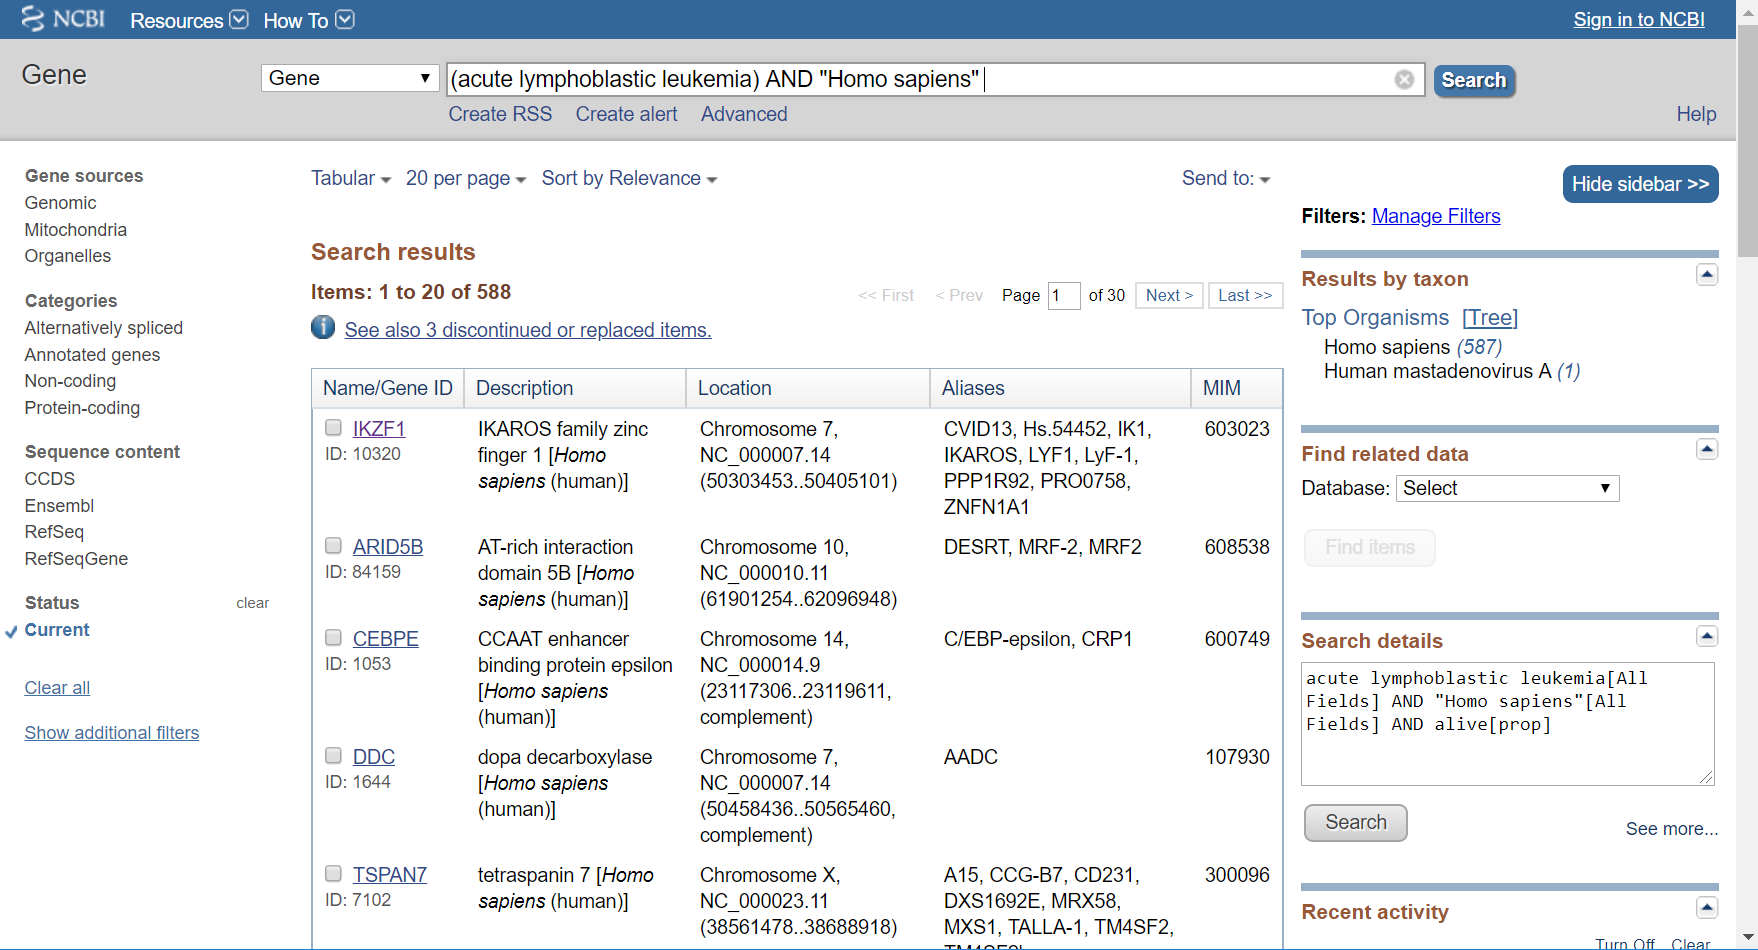 NCBI Resources How To Sign in to NCBI
Gene
Gene (acute lymphoblastic leukemia) AND "Homo sapiens" Search
Create RSS Create alert Advanced Help
Gene sources
Genomic
Mitochondria
Organelles
Categories
Alternatively spliced
Annotated genes
Non-coding
Protein-coding
Sequence content
CCDS
Ensembl
RefSeq
RefSeqGene
Status clear
Current
Clear all
Show additional filters
Tabular 20 per page Sort by Relevance Send to:
Search results
Items: 1 to 20 of 588
<< First < Prev Page 1 of 30 Next > Last >>
See also 3 discontinued or replaced items.
Name/Gene ID Description Location Aliases MIM
IKZF1 IKAROS family zinc Chromosome 7, CVID13, Hs.54452, IK1, 603023
ID: 10320 finger 1 [Homo NC_000007.14 IKAROS, LYF1, LyF-1,
sapiens (human)] (50303453..50405101) PPP1R92, PRO0758,
ZNFN1A1
ARID5B AT-rich interaction Chromosome 10, DESRT, MRF-2, MRF2 608538
ID: 84159 domain 5B [Homo NC_000010.11
sapiens (human)] (61901254..62096948)
CEBPE CCAAT enhancer Chromosome 14, C/EBP-epsilon, CRP1 600749
ID: 1053 binding protein epsilon NC_000014.9
[Homo sapiens (23117306..23119611,
(human)] complement)
DDC dopa decarboxylase Chromosome 7, AADC 107930
ID: 1644 [Homo sapiens NC_000007.14
(human)] (50458436..50565460,
complement)
TSPAN7 tetraspanin 7 [Homo Chromosome X, A15, CCG-B7, CD231, 300096
ID: 7102 sapiens (human)] NC_000023.11 DXS1692E, MRX58,
(38561478..38688918) MXS1, TALLA-1, TM4SF2,
Hide sidebar >>
Filters: Manage Filters
Results by taxon
Top Organisms [Tree]
Homo sapiens (587)
Human mastadenovirus A (1)
Find related data
Database: Select
Find items
Search details
acute lymphoblastic leukemia[All
Fields] AND "Homo sapiens"[All
Fields] AND alive[prop]
Search
See more...
Recent activity
Turn Off Clear